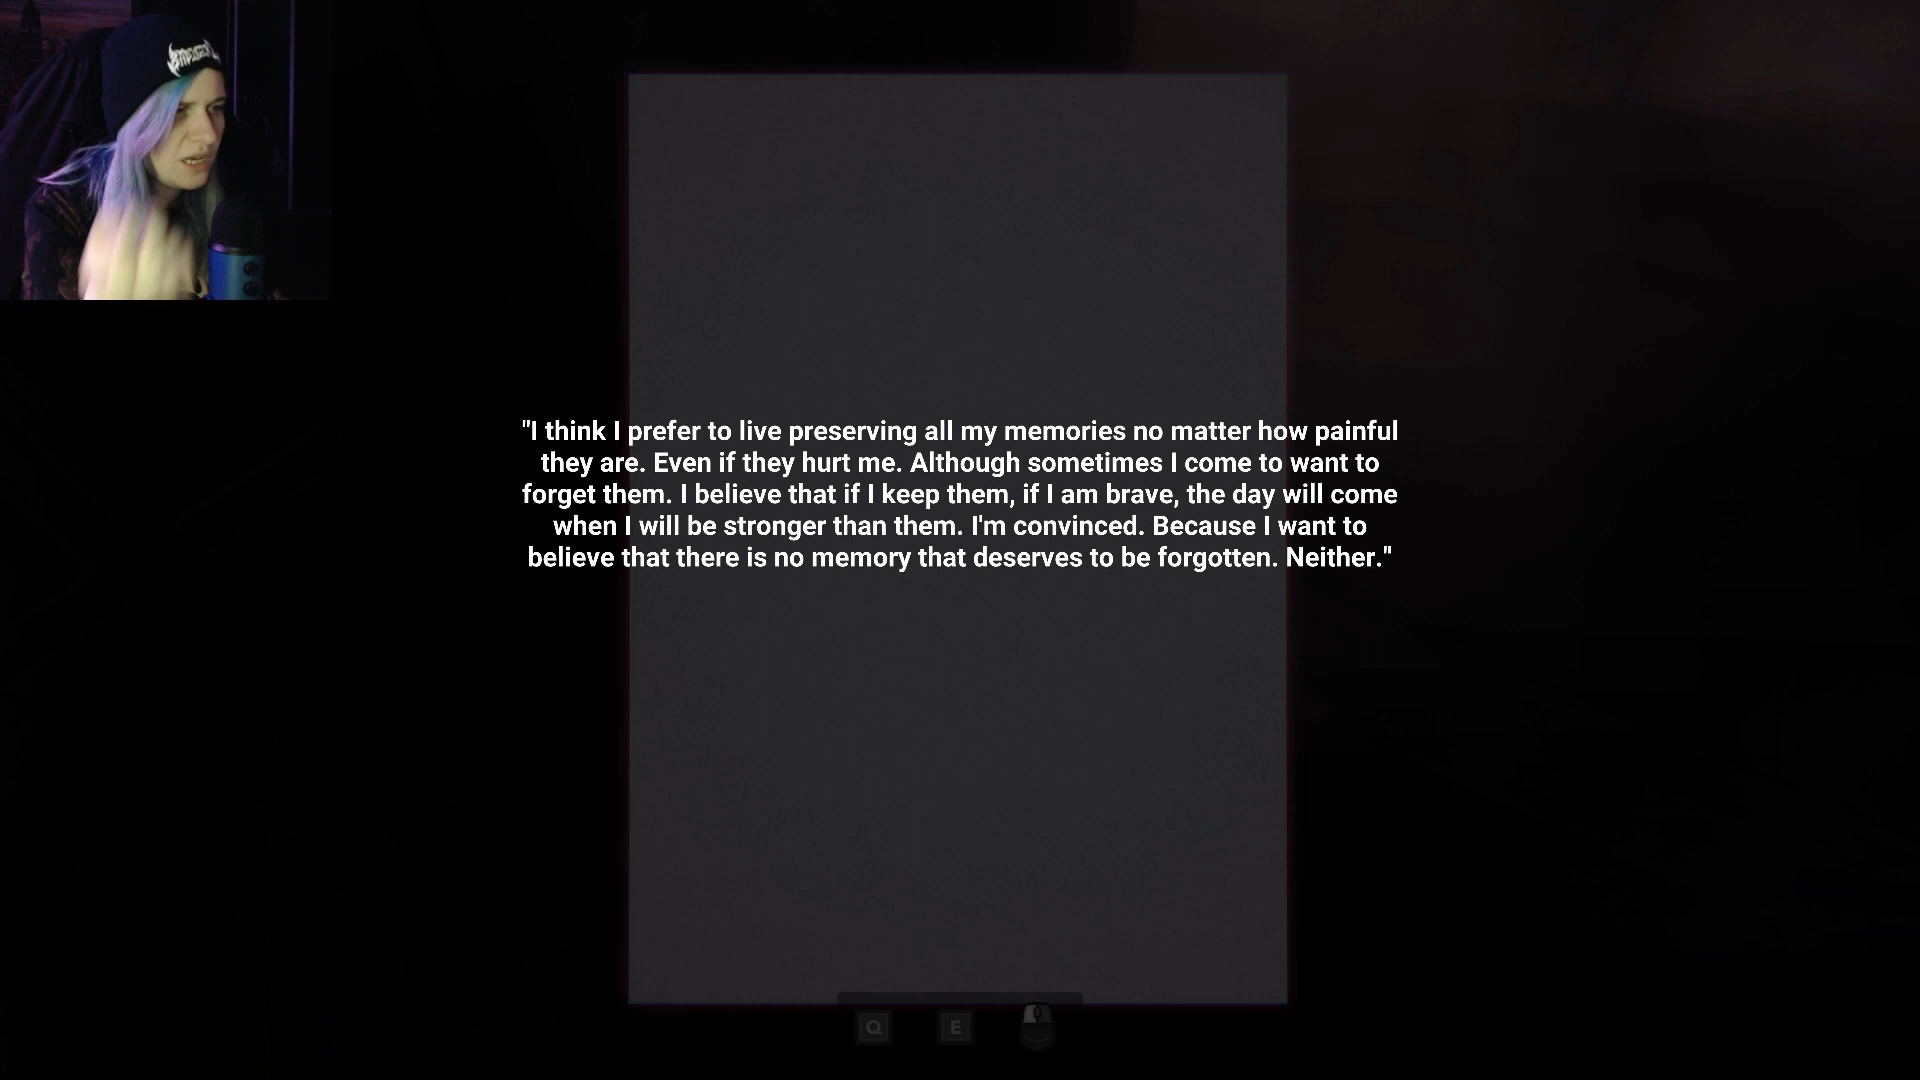 "I think I prefer to live preserving all my memories no matter how painful
they are. Even if they hurt me. Although sometimes I come to want to
forget them. I believe that if I keep them, if I am brave, the day will come
when I will be stronger than them. I'm convinced. Because I want to
believe that there is no memory that deserves to be forgotten. Neither."
Q E